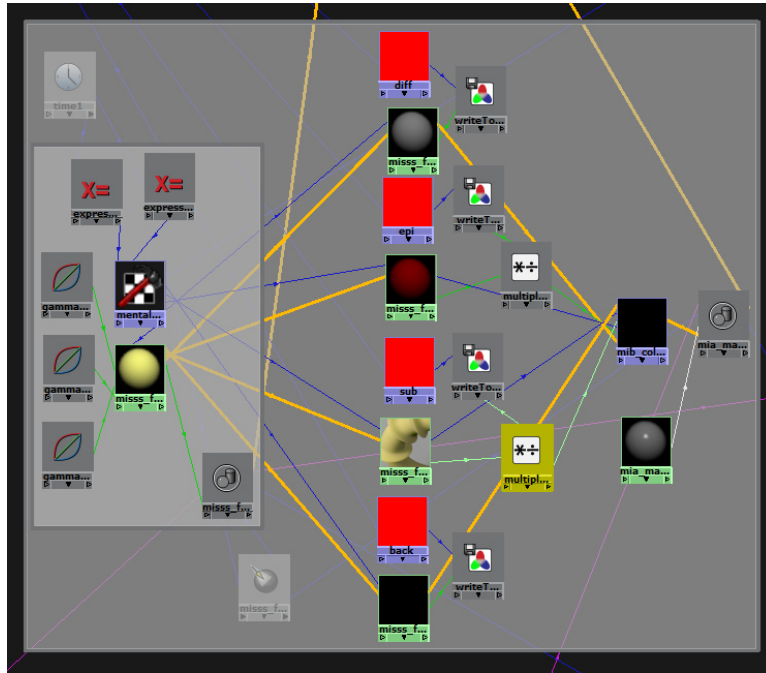 diff
time1
writeTo...
misss_f...
X=
X=
expres...
express...
epi
writeT...
gamma...
mental...
misss_f...
*÷
multipl...
mib_col...
mia_ma...
gamma...
misss_f...
sub
writeTo...
gamma...
misss_f...
misss_f...
*÷
multipl...
mia_ma...
back
writeT...
misss_f...
misss_f...